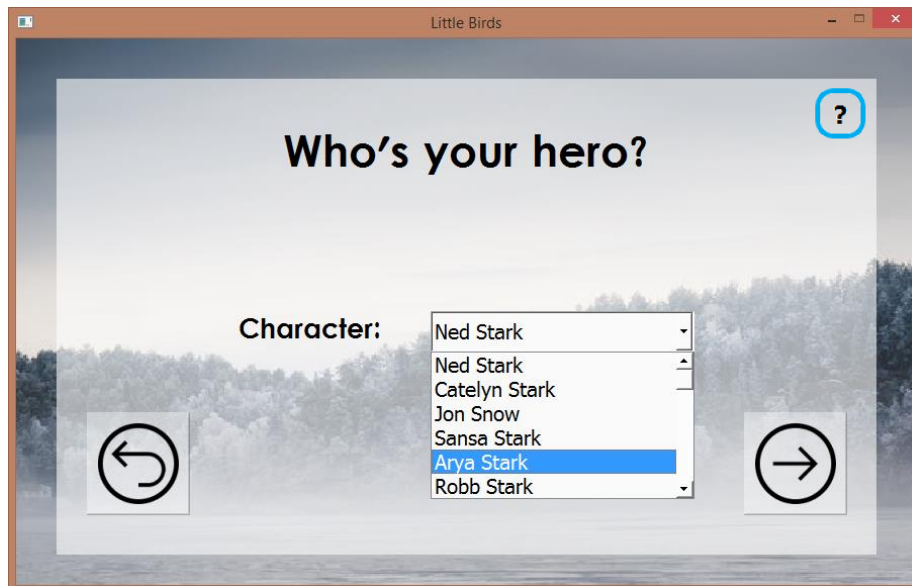 Little Birds
?
Who's your hero?
Character:
Ned Stark
Ned Stark
Catelyn Stark
Jon Snow
Sansa Stark
Arya Stark
Robb Stark